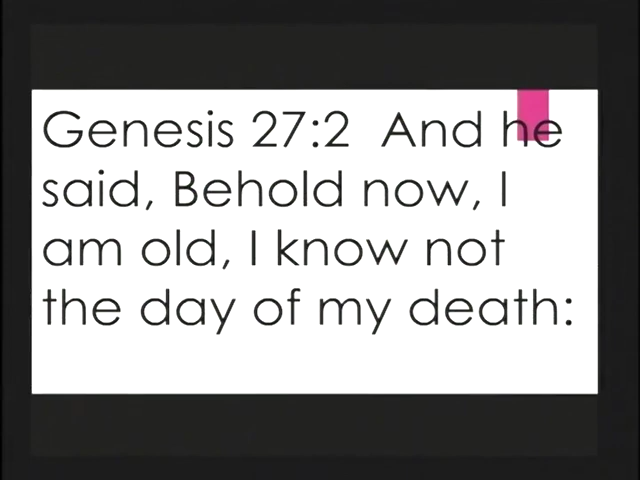 Genesis 27:2  And he
said, Behold now, I
am old, I know not
the day of my death: